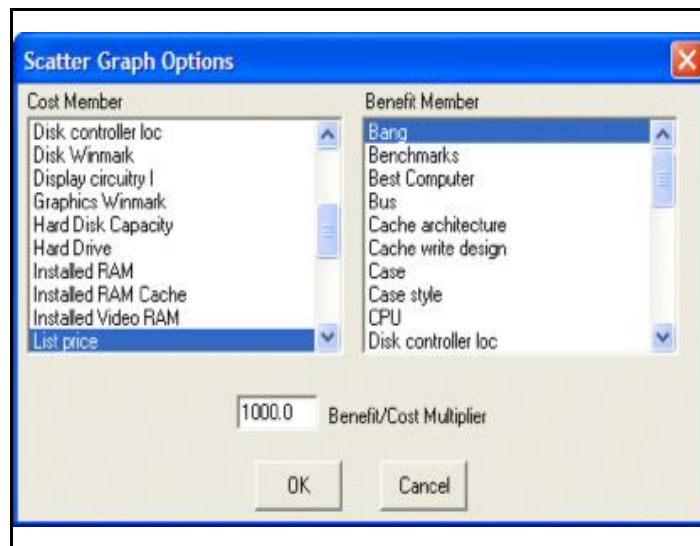 Scatter Graph Options
Cost Member
Disk controller loc
Disk Winmark
Display circuitry l
Graphics Winmark
Hard Disk Capacity
Hard Drive
Installed RAM
Installed RAM Cache
Installed Video RAM
List price
Benefit Member
Bang
Benchmarks
Best Computer
Bus
Cache architecture
Cache write design
Case
Case style
CPU
Disk controller loc
1000.0 Benefit/Cost Multiplier
OK
Cancel